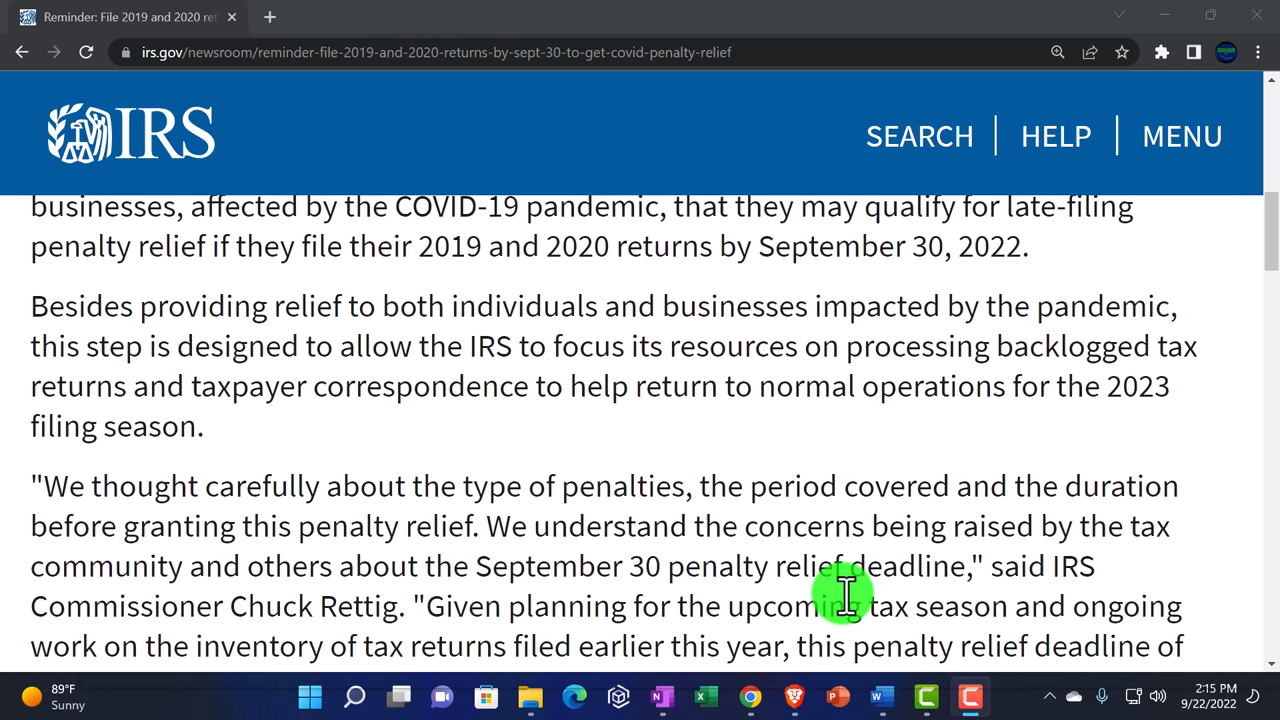 Reminder: File 2019 and 2020 ret
irs.gov/newsroom/reminder-file-2019-and-2020-returns-by-sept-30-to-get-covid-penalty-relief
IRS
SEARCH
HELP
MENU
businesses, affected by the COVID-19 pandemic, that they may qualify for late-filing
penalty relief if they file their 2019 and 2020 returns by September 30, 2022.
Besides providing relief to both individuals and businesses impacted by the pandemic,
this step is designed to allow the IRS to focus its resources on processing backlogged tax
returns and taxpayer correspondence to help return to normal operations for the 2023
filing season.
"We thought carefully about the type of penalties, the period covered and the duration
before granting this penalty relief. We understand the concerns being raised by the tax
community and others about the September 30 penalty relief deadline," said IRS
Commissioner Chuck Rettig. "Given planning for the upcoming tax season and ongoing
work on the inventory of tax returns filed earlier this year, this penalty relief deadline of
89°F
Sunny
2:15 PM
9/22/2022